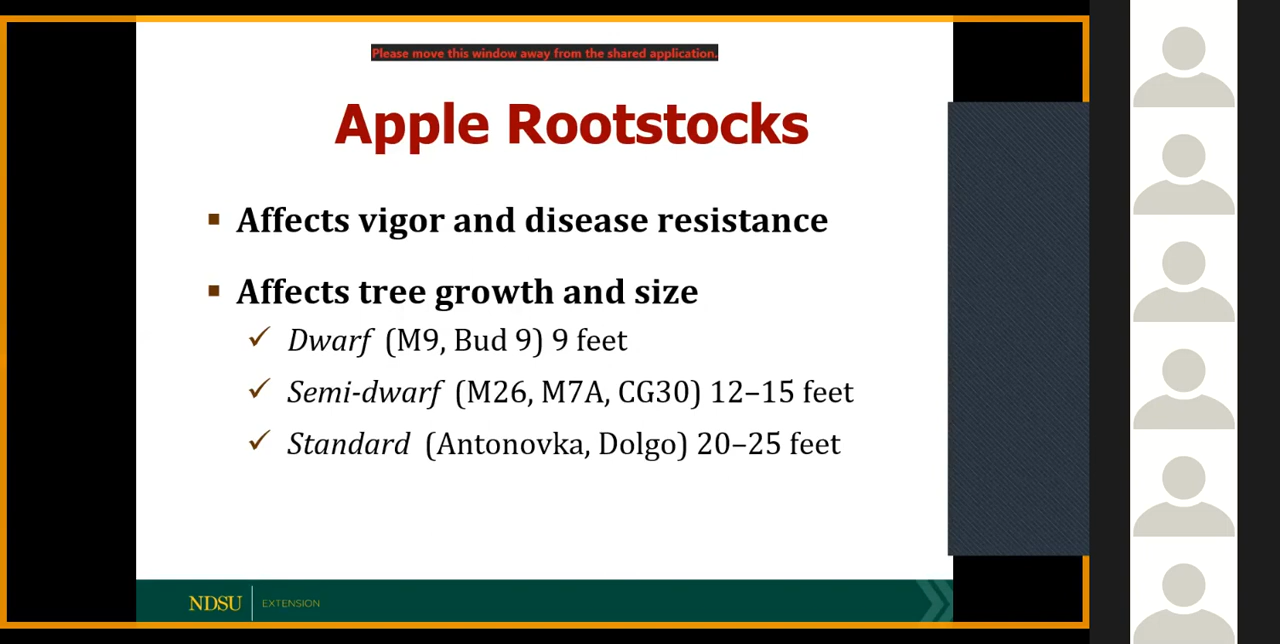 Please move this window away from the shared application.
Apple Rootstocks
▪ Affects vigor and disease resistance
▪ Affects tree growth and size
✓ Dwarf (M9, Bud 9) 9 feet
✓ Semi-dwarf (M26, M7A, CG30) 12–15 feet
✓ Standard (Antonovka, Dolgo) 20–25 feet
NDSU EXTENSION